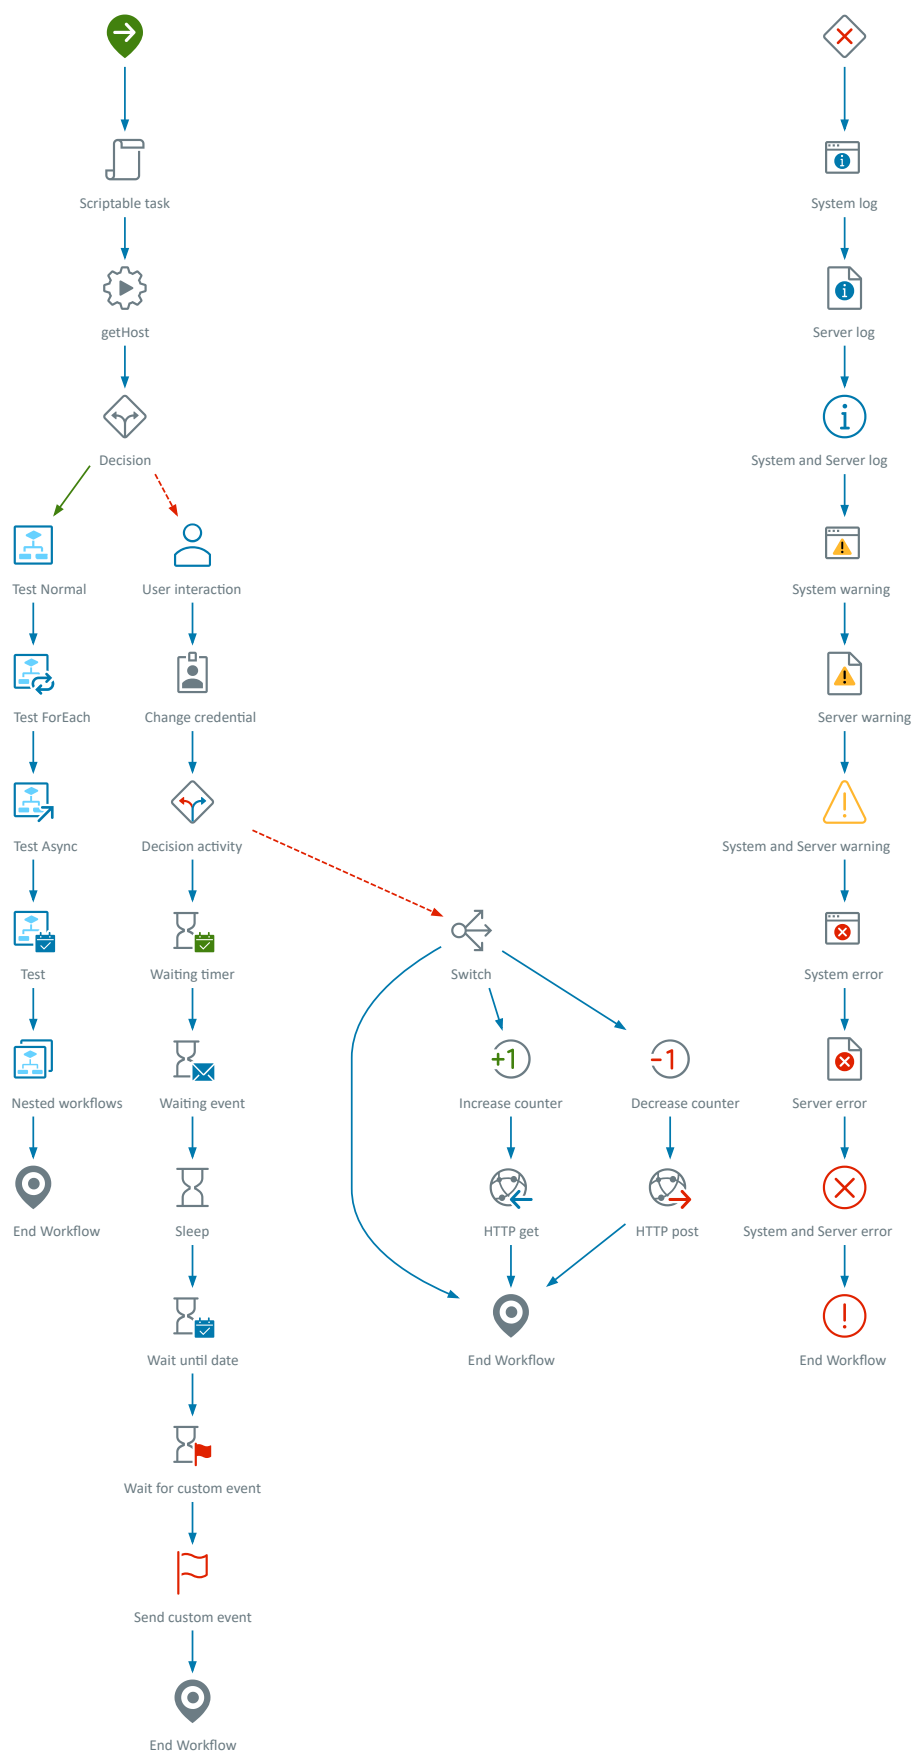 Scriptable task
System log
getHost
Server log
Decision
System and Server log
Test Normal
User interaction
System warning
Test ForEach
Change credential
Server warning
Test Async
Decision activity
System and Server warning
Test
Waiting timer
Switch
System error
+1
-1
Nested workflows
Waiting event
Increase counter
Decrease counter
Server error
End Workflow
Sleep
HTTP get
HTTP post
System and Server error
Wait until date
End Workflow
End Workflow
Wait for custom event
Send custom event
End Workflow